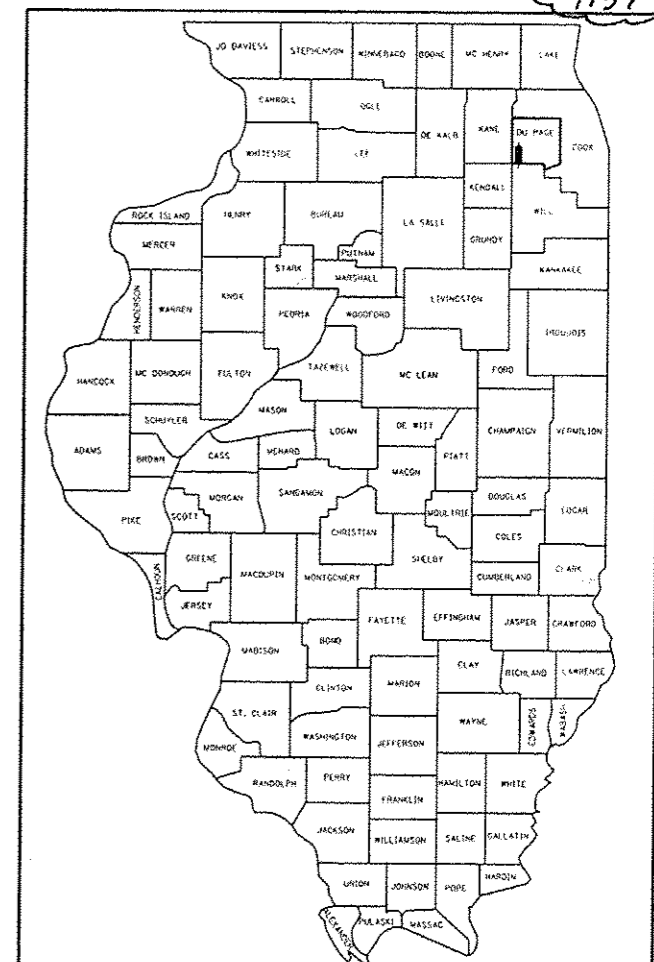 JO DAVIESS STEPHENSON WINNEBAGO BOONE MC HENRY LAKE
CARROLL OGLE DE KALB KANE DU PAGE COOK
WHITESIDE LEE
KENDALL
ROCK ISLAND HENRY BUREAU LA SALLE WILL
MERCER PUTNAM GRUNDY
STARK MARSHALL KANKAKEE
HENDERSON WARREN KNOX PEORIA WOODFORD LIVINGSTON
IROQUOIS
HANCOCK MC DONOUGH FULTON TAZEWELL MC LEAN FORD
SCHUYLER MASON LOGAN DE WITT CHAMPAIGN VERMILION
ADAMS BROWN CASS MENARD MACON PIATT
PIKE SCOTT MORGAN SANGAMON MOULTRIE DOUGLAS EDGAR
CHRISTIAN COLES
CALHOUN GREENE MACOUPIN MONTGOMERY SHELBY CUMBERLAND CLARK
JERSEY FAYETTE EFFINGHAM JASPER CRAWFORD
MADISON BOND
CLINTON MARION CLAY RICHLAND LAWRENCE
ST. CLAIR WAYNE EDWARDS WABASH
MONROE WASHINGTON JEFFERSON
RANDOLPH PERRY HAMILTON WHITE
FRANKLIN
JACKSON WILLIAMSON SALINE GALLATIN
UNION JOHNSON POPE HARDIN
ALEXANDER PULASKI MASSAC